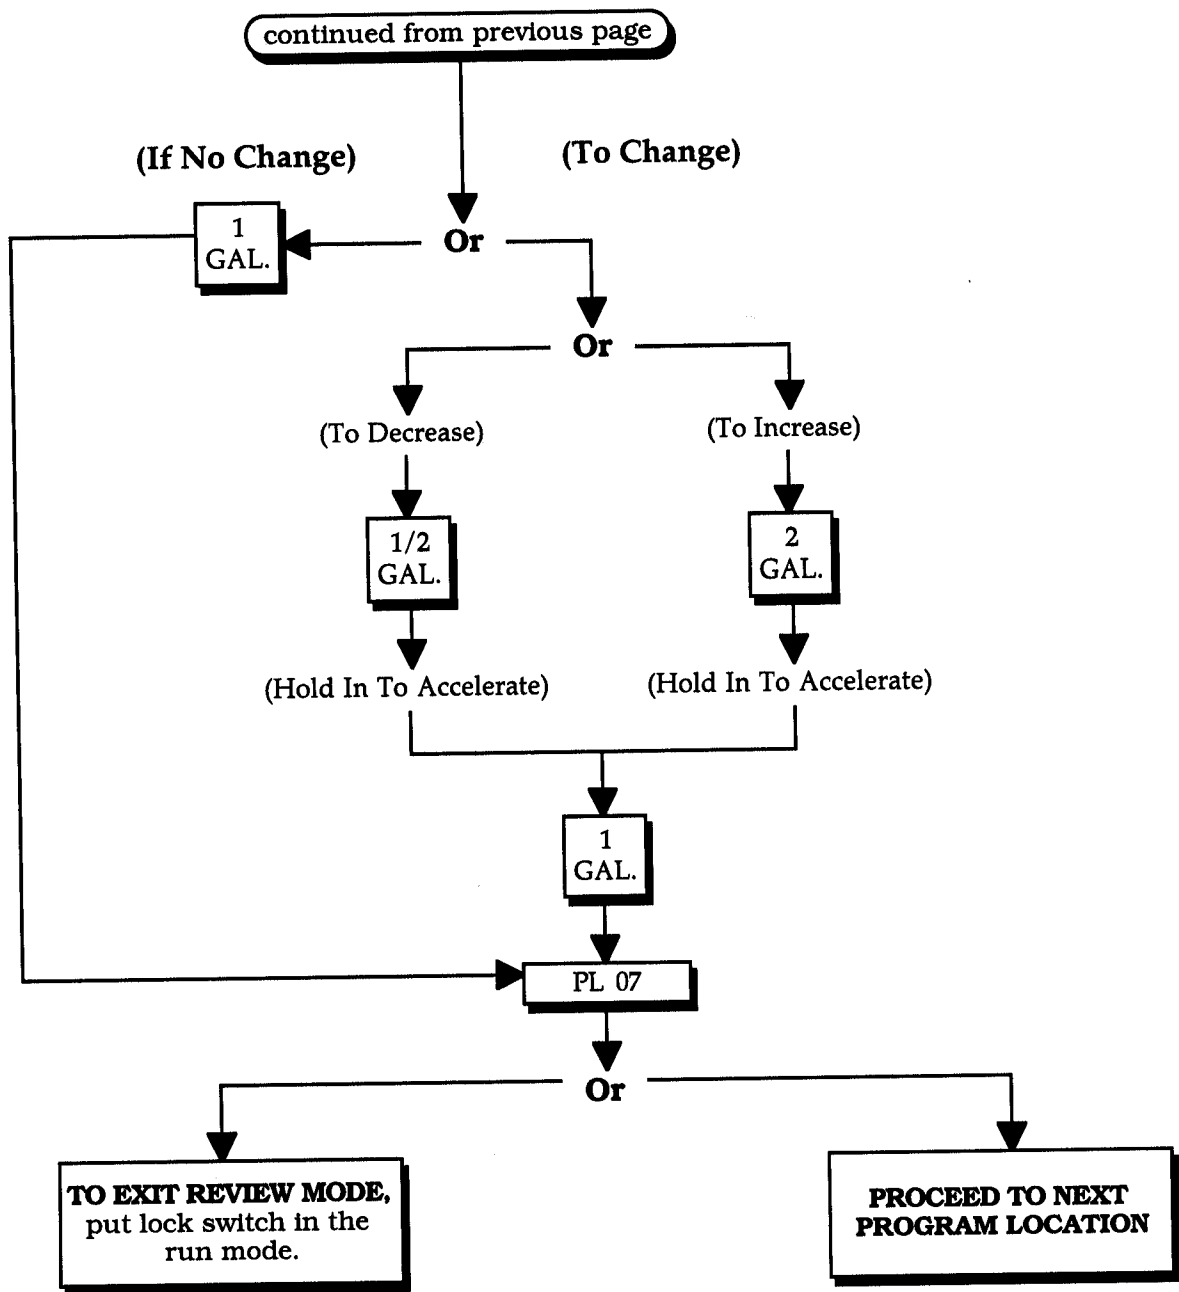 continued from previous page
(If No Change)
(To Change)
1
GAL.
Or
Or
(To Decrease)
(To Increase)
1/2
GAL.
2
GAL.
(Hold In To Accelerate)
(Hold In To Accelerate)
1
GAL.
PL 07
Or
TO EXIT REVIEW MODE,
put lock switch in the
run mode.
PROCEED TO NEXT
PROGRAM LOCATION